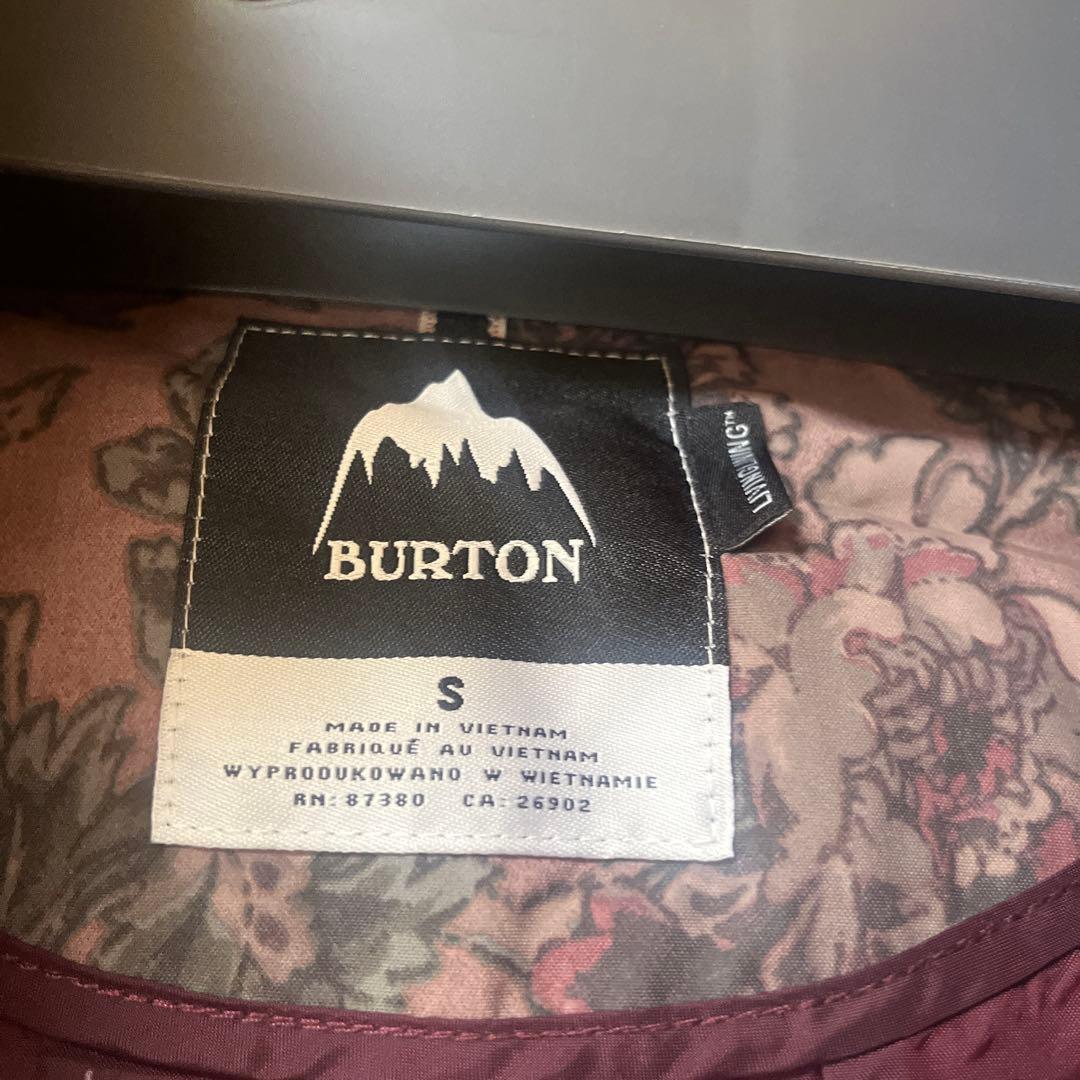 BURTON
S
MADE IN VIETNAM
FABRIQUÉ AU VIETNAM
WYPRODUKOWANO W WIETNAMIE
RN: 87380 CA: 26902
LIVING LINING™